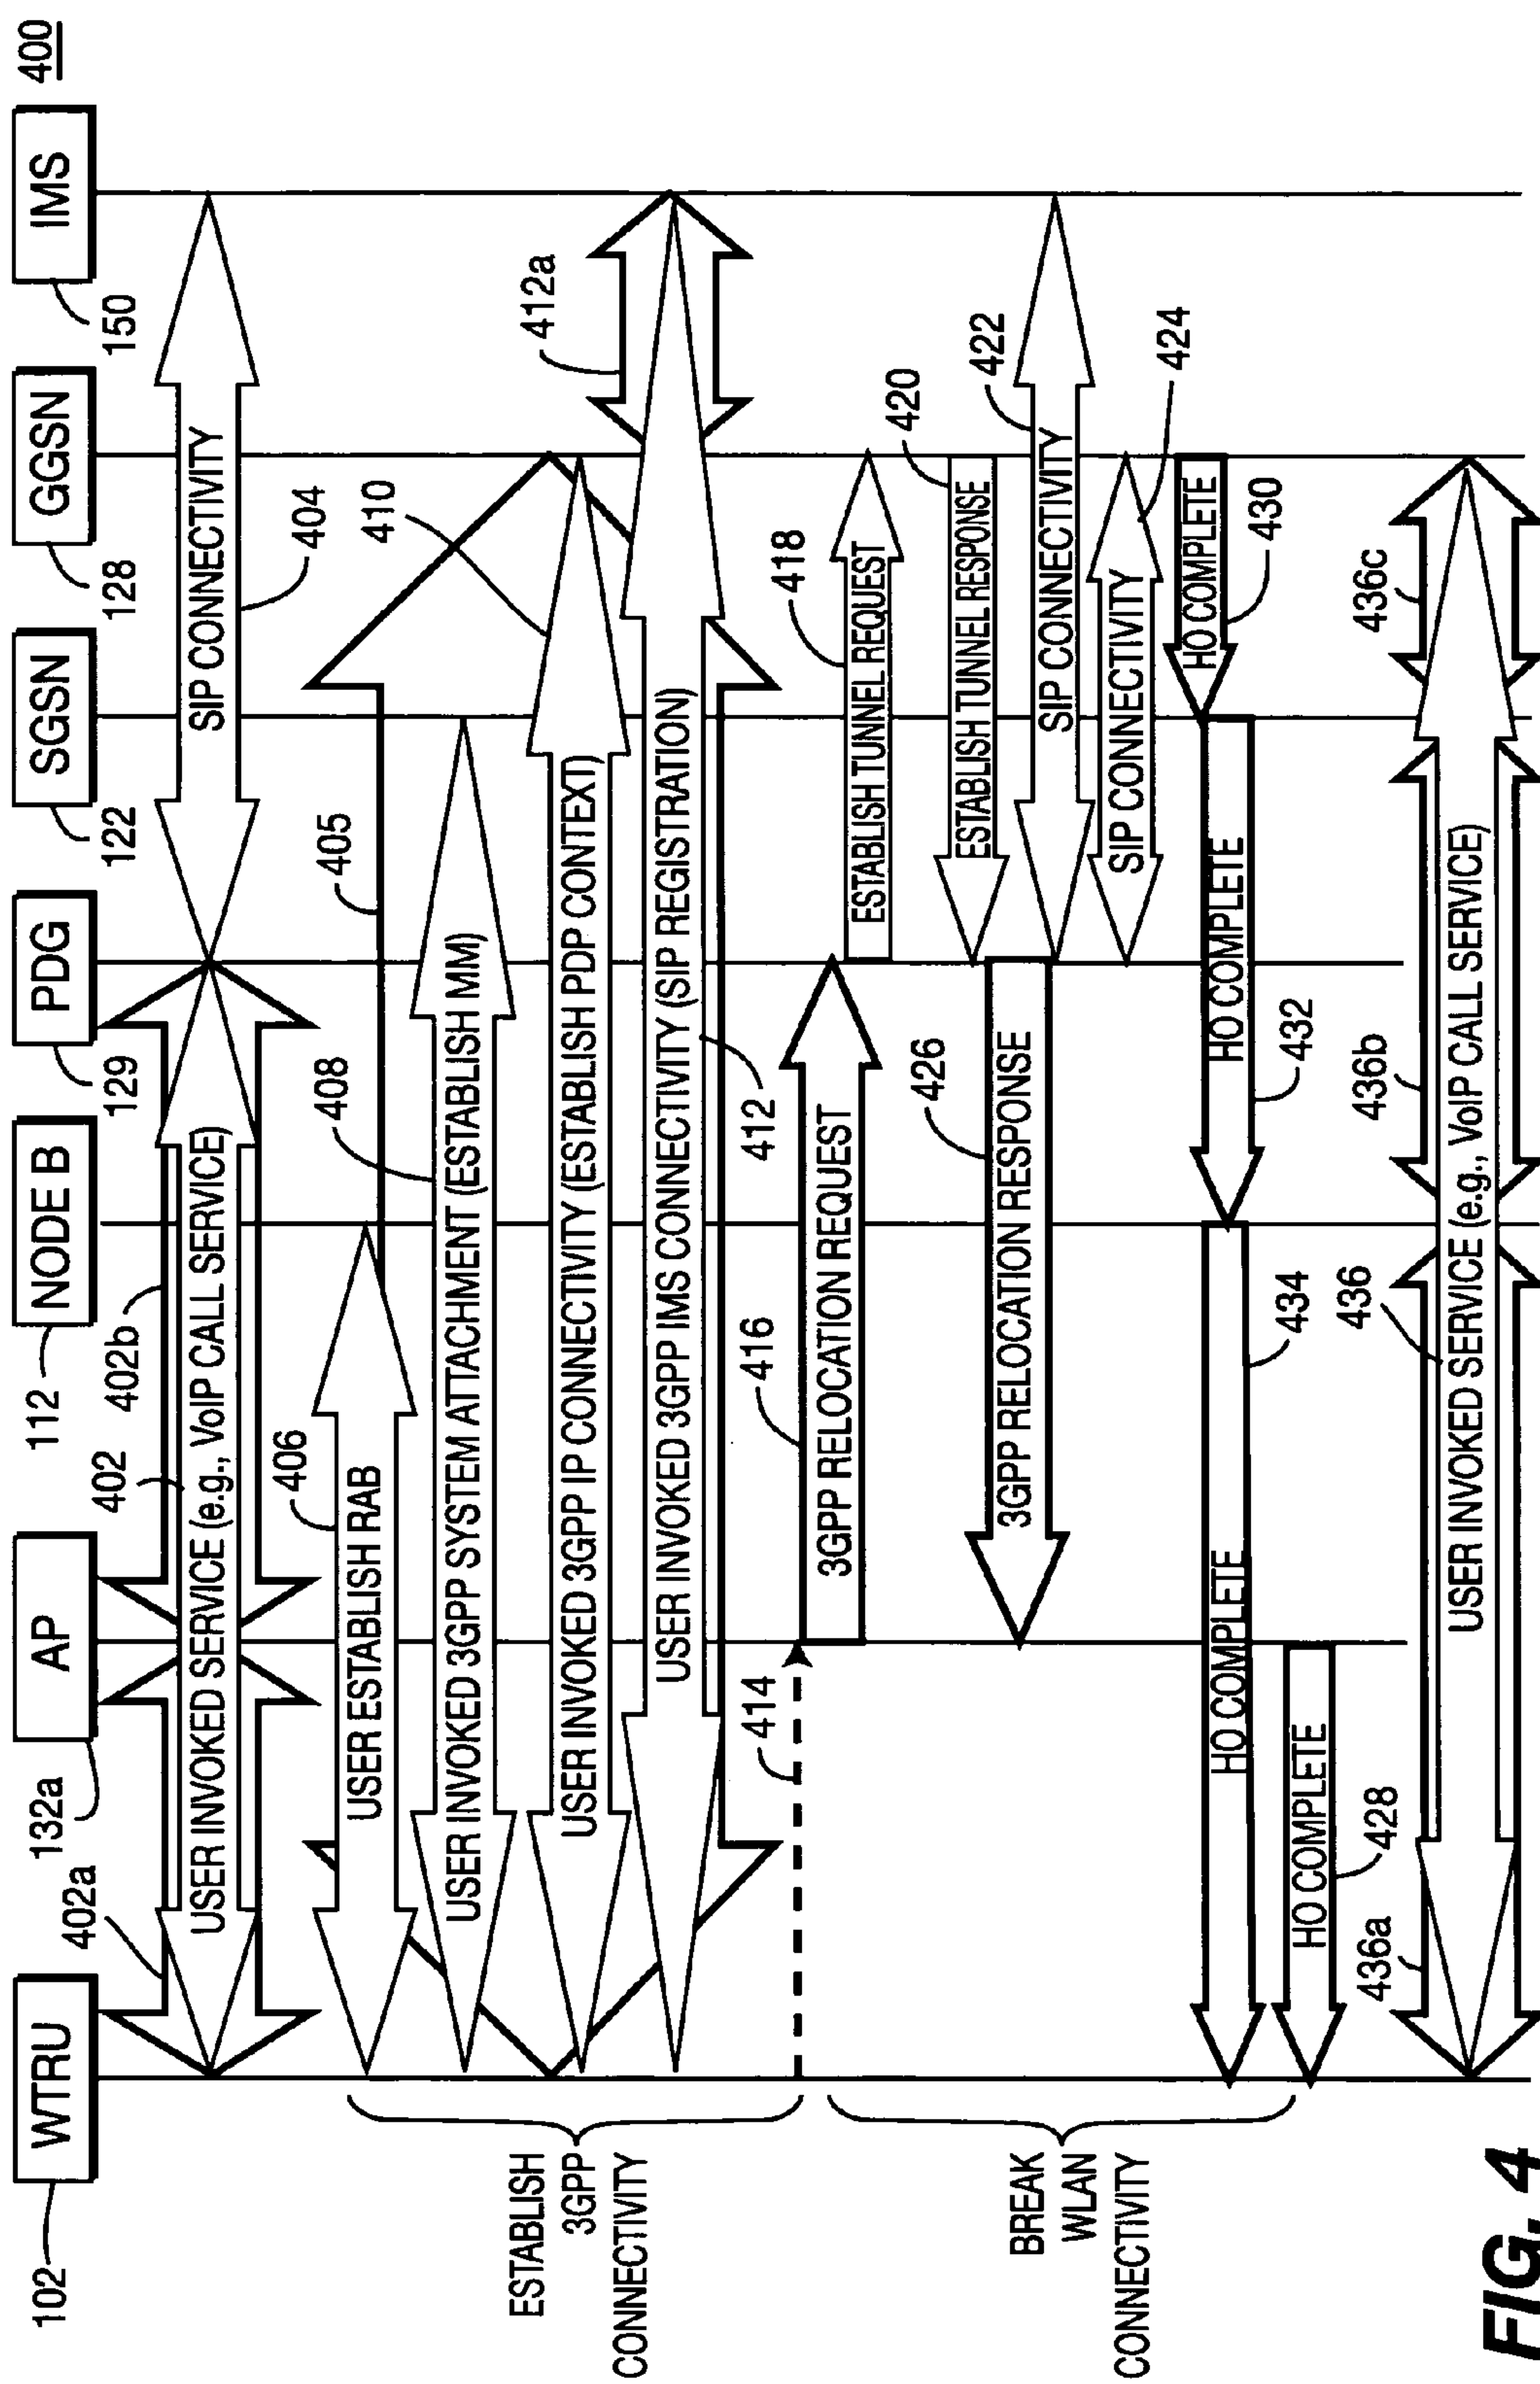 400
WTRU
AP
NODE B
PDG
SGSN
GGSN
IMS
102
132a
112
129
122
128
150
402a
402
402b
USER INVOKED SERVICE (e.g., VoIP CALL SERVICE)
SIP CONNECTIVITY
404
406
405
USER ESTABLISH RAB
408
410
USER INVOKED 3GPP SYSTEM ATTACHMENT (ESTABLISH MM)
ESTABLISH
3GPP
CONNECTIVITY
USER INVOKED 3GPP IP CONNECTIVITY (ESTABLISH PDP CONTEXT)
412a
USER INVOKED 3GPP IMS CONNECTIVITY (SIP REGISTRATION)
412
414
416
418
3GPP RELOCATION REQUEST
ESTABLISH TUNNEL REQUEST
420
426
ESTABLISH TUNNEL RESPONSE
422
3GPP RELOCATION RESPONSE
BREAK
WLAN
CONNECTIVITY
SIP CONNECTIVITY
424
SIP CONNECTIVITY
HO COMPLETE
430
HO COMPLETE
432
HO COMPLETE
434
HO COMPLETE
428
436a
436
436b
436c
USER INVOKED SERVICE (e.g., VoIP CALL SERVICE)
FIG. 4